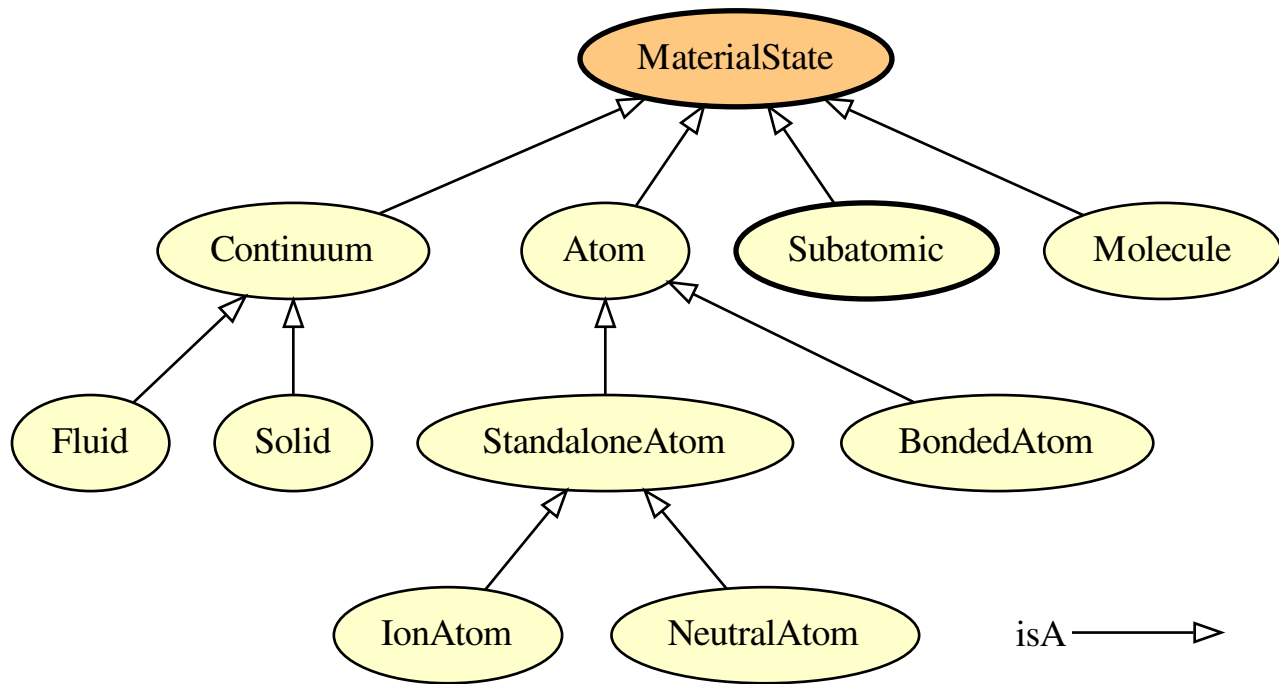 MaterialState
Continuum
Atom
Subatomic
Molecule
Fluid
Solid
StandaloneAtom
BondedAtom
IonAtom
NeutralAtom
isA